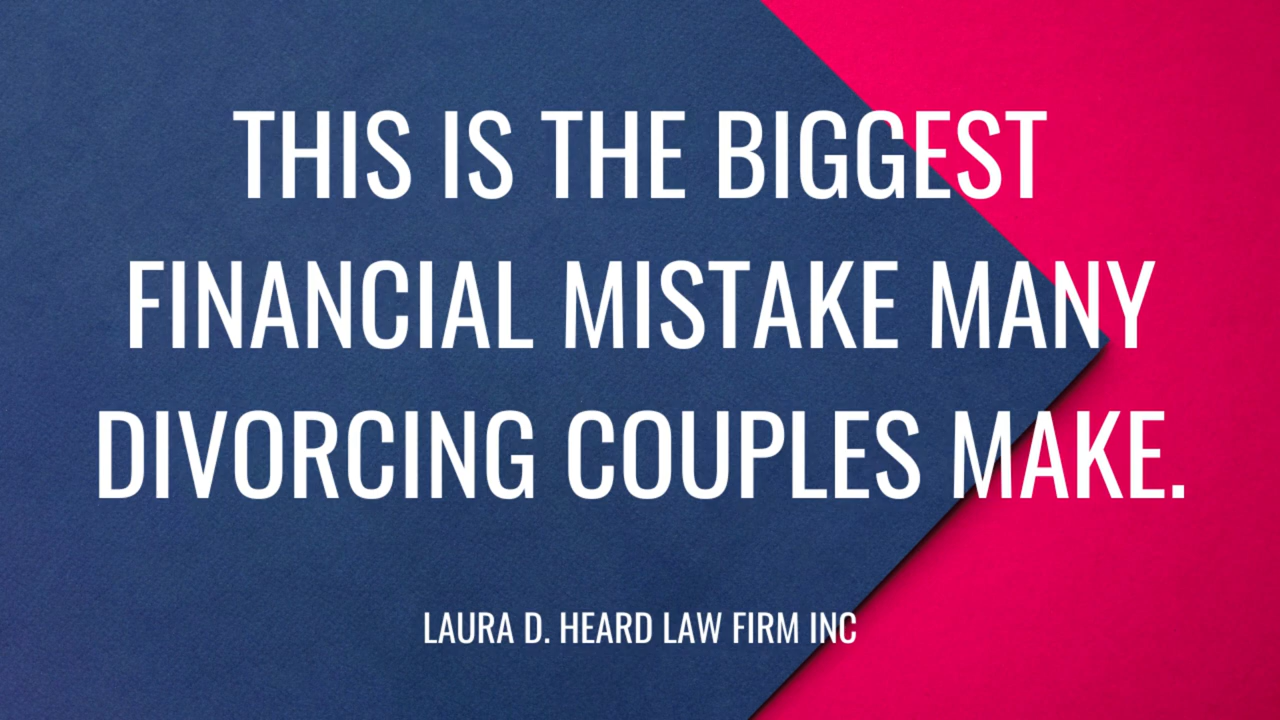 THIS IS THE BIGGEST
FINANCIAL MISTAKE MANY
DIVORCING COUPLES MAKE.
LAURA D. HEARD LAW FIRM INC